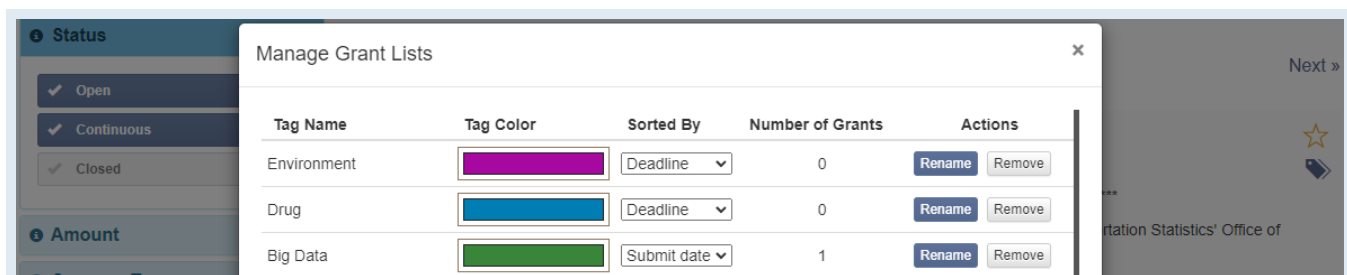 Status
Manage Grant Lists ×
Next »
Open
Continuous
Closed
Tag Name Tag Color Sorted By Number of Grants Actions
Environment Deadline 0 Rename Remove
***
Drug Deadline 0 Rename Remove
Amount
rtation Statistics' Office of
Big Data Submit date 1 Rename Remove